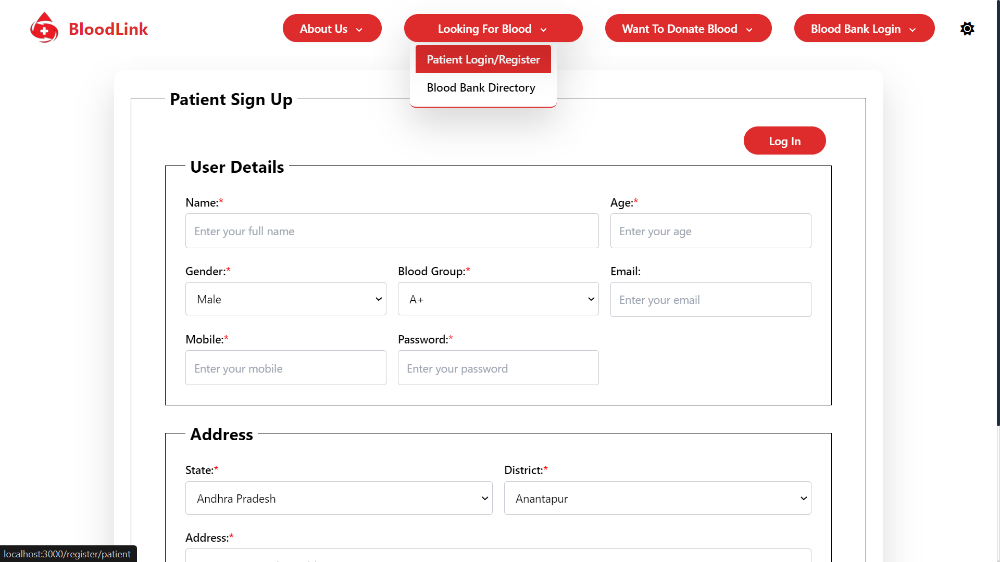 BloodLink
About Us
Looking For Blood
Want To Donate Blood
Blood Bank Login
Patient Login/Register
Blood Bank Directory
Patient Sign Up
Log In
User Details
Name:*
Age:*
Enter your full name
Enter your age
Gender:*
Blood Group:*
Email:
Male
A+
Enter your email
Mobile:*
Password:*
Enter your mobile
Enter your password
Address
State:*
District:*
Andhra Pradesh
Anantapur
Address:*
localhost:3000/register/patient